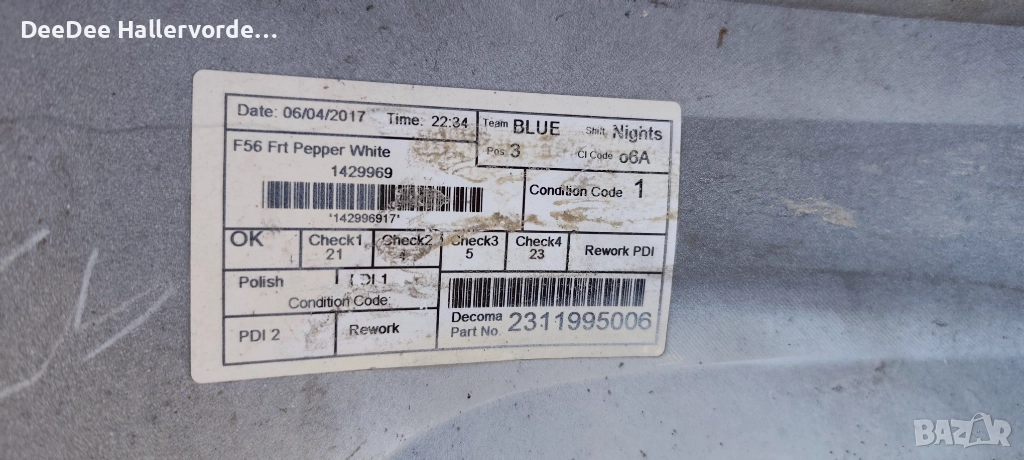 DeeDee Hallervorde...
Date: 06/04/2017 Time: 22:34 Team BLUE Shift Nights
Pos 3 CI Code o6A
F56 Frt Pepper White
1429969
*142996917*
Condition Code 1
OK Check1 Check2 Check3 Check4 Rework PDI
21 5 23
Polish
Condition Code:
PDI 2 Rework
Decoma
Part No. 2311995006
BAZAR